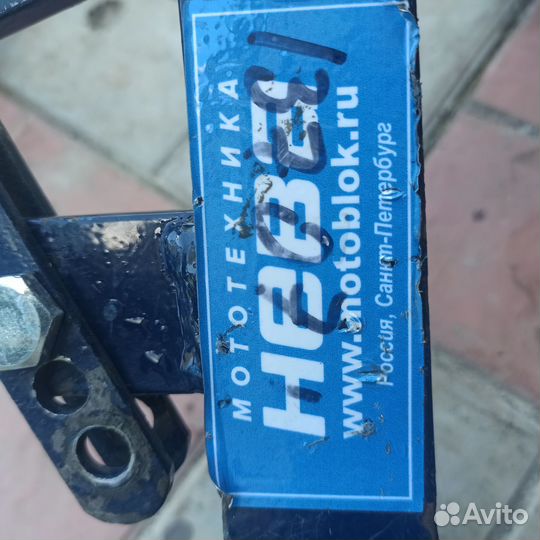 МОТОТЕХНИКА
Нева
www.motoblok.ru
Россия, Санкт-Петербург
Avito